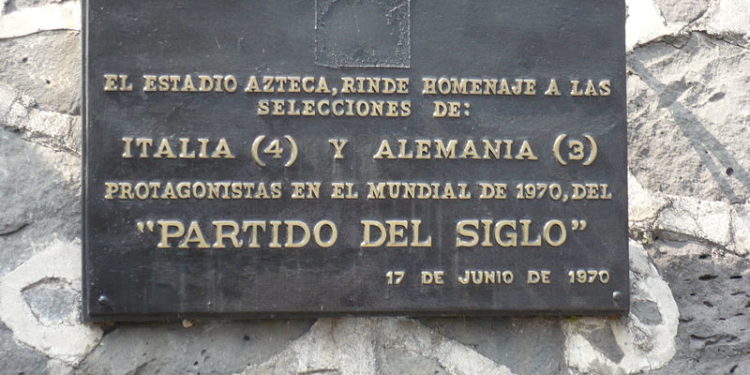 EL ESTADIO AZTECA, RINDE HOMENAJE A LAS
SELECCIONES DE:
ITALIA (4) Y ALEMANIA (3)
PROTAGONISTAS EN EL MUNDIAL DE 1970, DEL
"PARTIDO DEL SIGLO"
17 DE JUNIO DE 1970